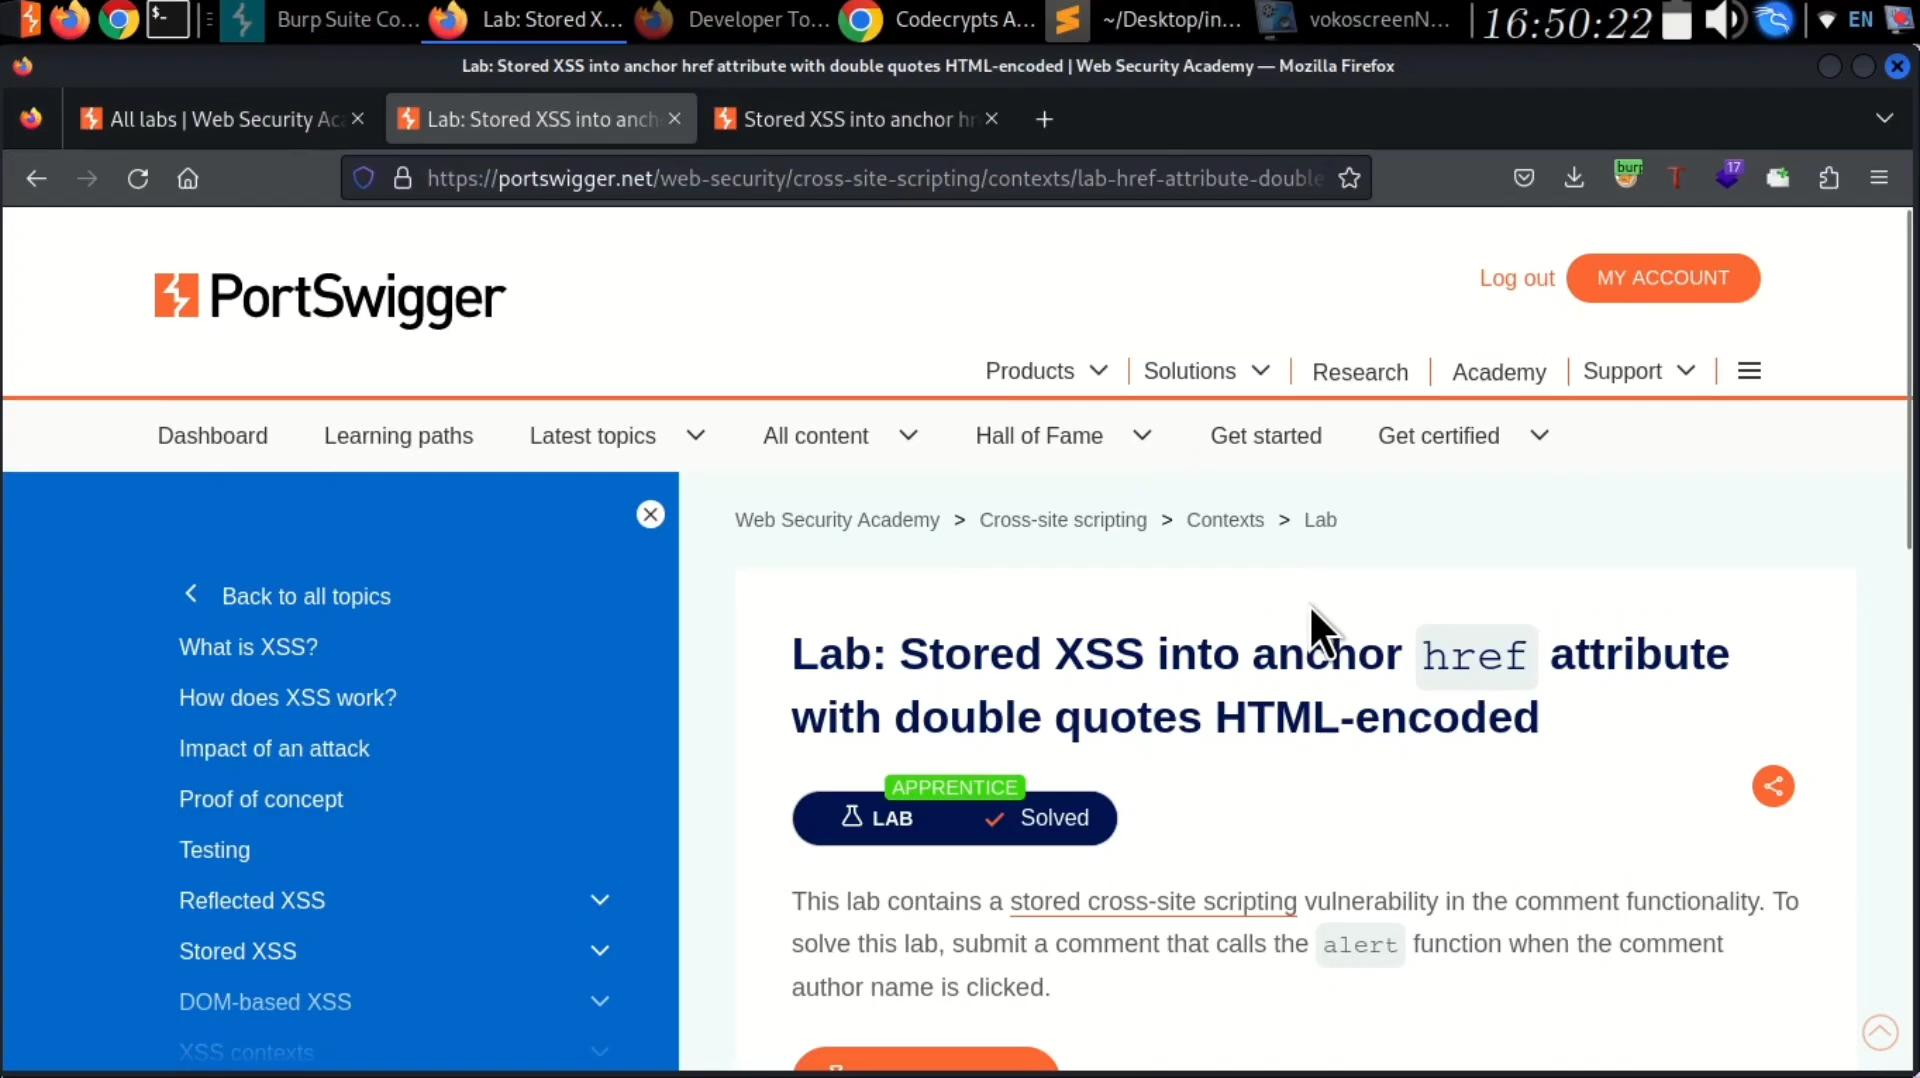 Burp Suite Co...
Lab: Stored X...
Developer To...
Codecrypts A...
~/Desktop/in...
vokoscreenN...
16:50:22
EN
Lab: Stored XSS into anchor href attribute with double quotes HTML-encoded | Web Security Academy — Mozilla Firefox
All labs | Web Security Ac
Lab: Stored XSS into anch
Stored XSS into anchor hr
https://portswigger.net/web-security/cross-site-scripting/contexts/lab-href-attribute-double
burp
17
PortSwigger
Log out
MY ACCOUNT
Products
Solutions
Research
Academy
Support
Dashboard
Learning paths
Latest topics
All content
Hall of Fame
Get started
Get certified
Back to all topics
What is XSS?
How does XSS work?
Impact of an attack
Proof of concept
Testing
Reflected XSS
Stored XSS
DOM-based XSS
XSS contexts
Web Security Academy > Cross-site scripting > Contexts > Lab
Lab: Stored XSS into anchor href attribute
with double quotes HTML-encoded
APPRENTICE
LAB
Solved
This lab contains a stored cross-site scripting vulnerability in the comment functionality. To
solve this lab, submit a comment that calls the alert function when the comment
author name is clicked.